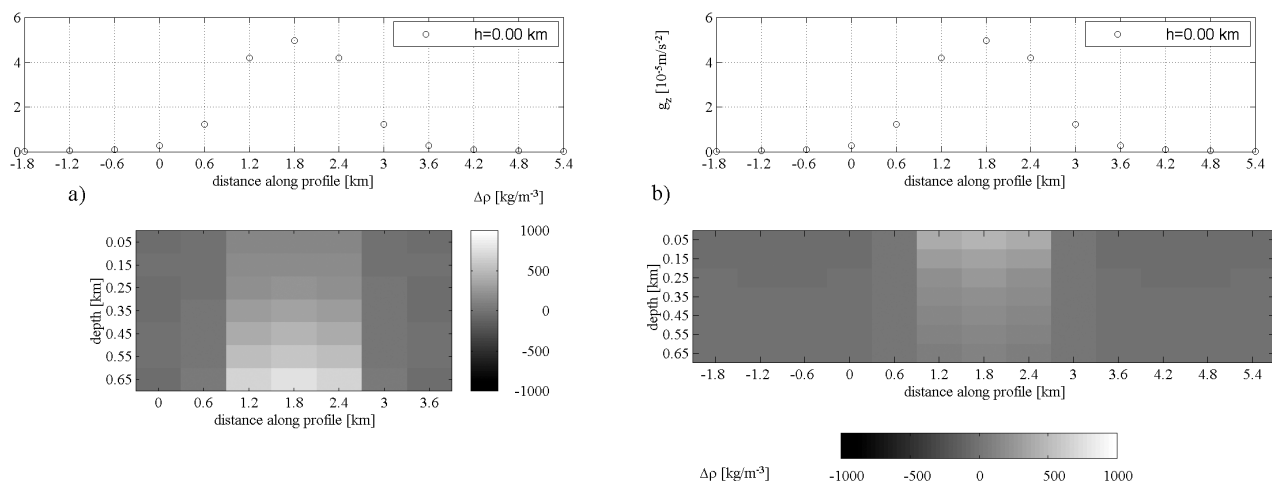 6
4
2
0
h=0.00 km
-1.8 -1.2 -0.6 0 0.6 1.2 1.8 2.4 3 3.6 4.2 4.8 5.4
distance along profile [km]
a)
Δρ [kg/m⁻³]
0.05
0.15
0.25
0.35
0.45
0.55
0.65
depth [km]
0 0.6 1.2 1.8 2.4 3 3.6
distance along profile [km]
1000
500
0
-500
-1000
g_z [10⁻⁵m/s⁻²]
6
4
2
0
h=0.00 km
-1.8 -1.2 -0.6 0 0.6 1.2 1.8 2.4 3 3.6 4.2 4.8 5.4
distance along profile [km]
b)
0.05
0.15
0.25
0.35
0.45
0.55
0.65
depth [km]
-1.8 -1.2 -0.6 0 0.6 1.2 1.8 2.4 3 3.6 4.2 4.8 5.4
distance along profile [km]
Δρ [kg/m⁻³]
-1000 -500 0 500 1000